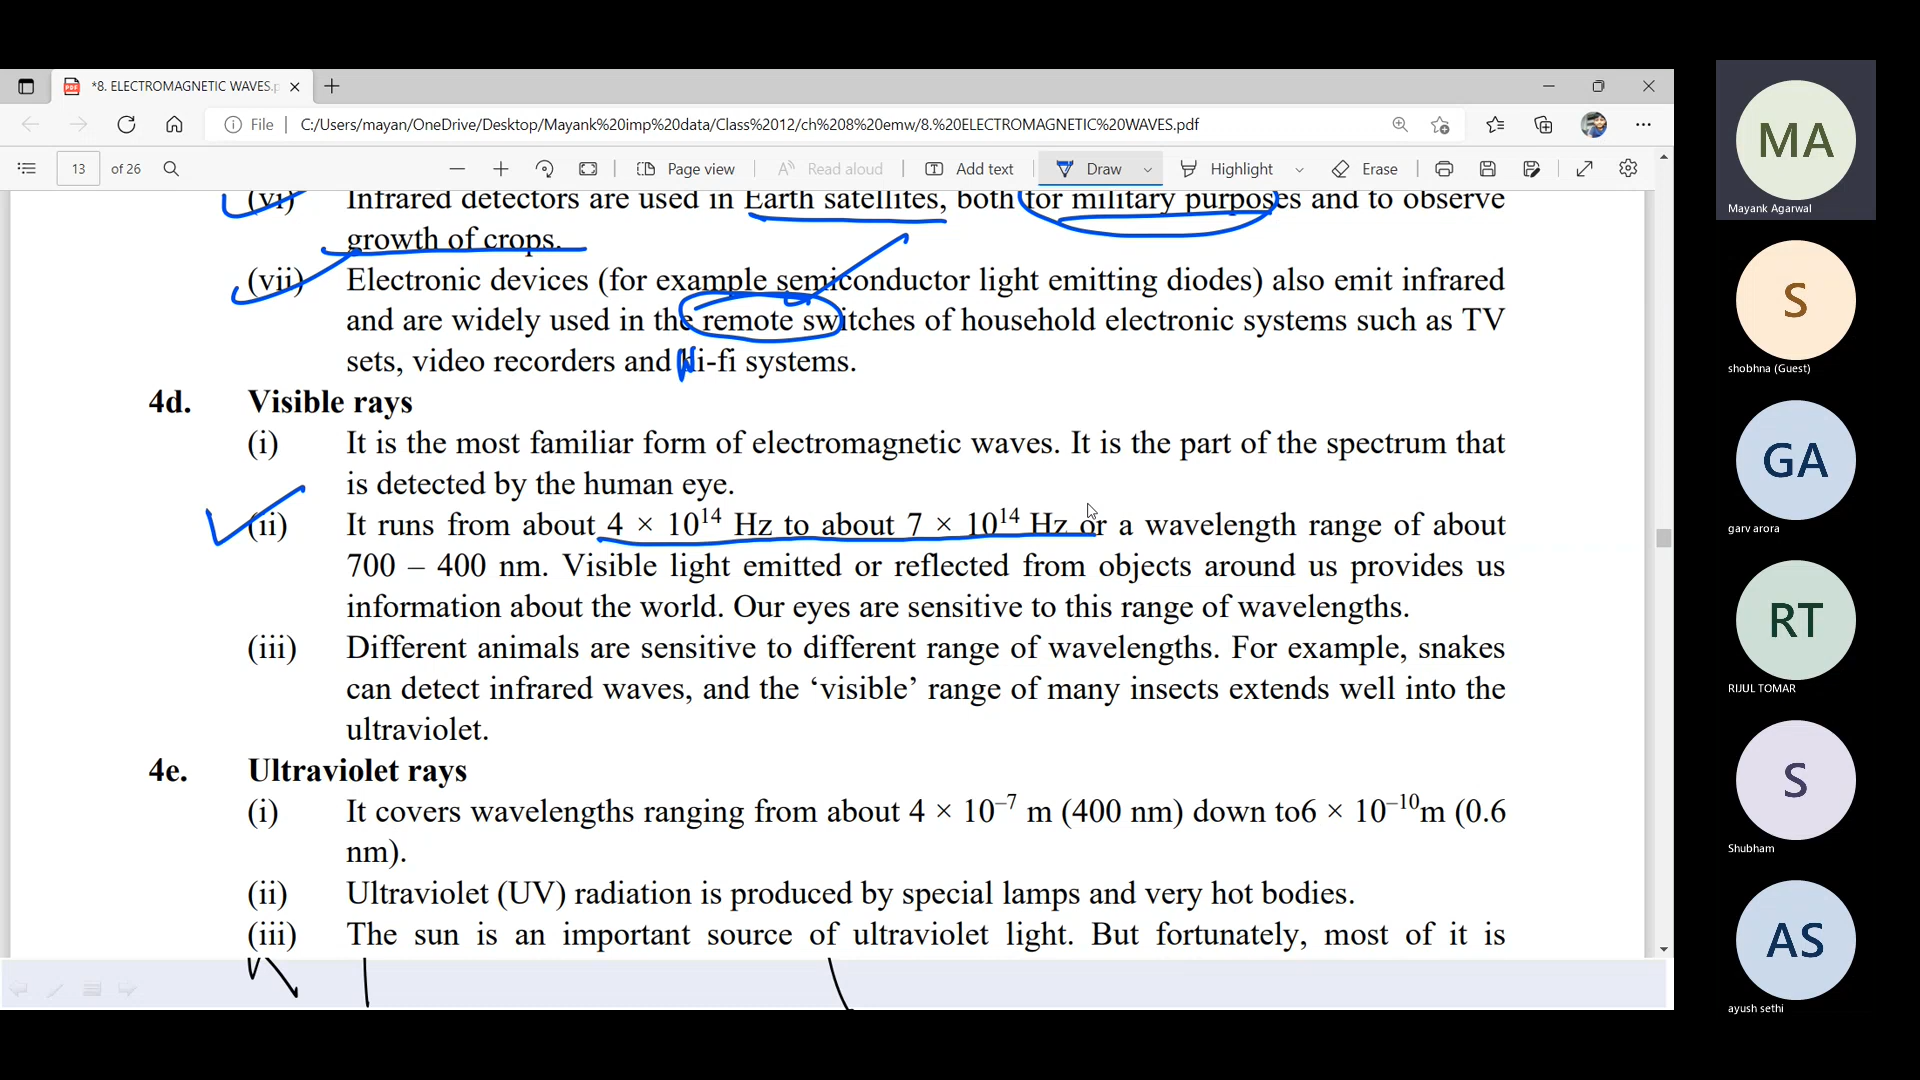 *8. ELECTROMAGNETIC WAVES.p
File
C:/Users/mayan/OneDrive/Desktop/Mayank%20imp%20data/Class%2012/ch%208%20emw/8.%20ELECTROMAGNETIC%20WAVES.pdf
13 of 26
Page view
Read aloud
Add text
Draw
Highlight
Erase
(vi) Infrared detectors are used in Earth satellites, both for military purposes and to observe
growth of crops.
(vii) Electronic devices (for example semiconductor light emitting diodes) also emit infrared
and are widely used in the remote switches of household electronic systems such as TV
sets, video recorders and hi-fi systems.
4d. Visible rays
(i) It is the most familiar form of electromagnetic waves. It is the part of the spectrum that
is detected by the human eye.
(ii) It runs from about 4 × 10¹⁴ Hz to about 7 × 10¹⁴ Hz or a wavelength range of about
700 – 400 nm. Visible light emitted or reflected from objects around us provides us
information about the world. Our eyes are sensitive to this range of wavelengths.
(iii) Different animals are sensitive to different range of wavelengths. For example, snakes
can detect infrared waves, and the ‘visible’ range of many insects extends well into the
ultraviolet.
4e. Ultraviolet rays
(i) It covers wavelengths ranging from about 4 × 10⁻⁷ m (400 nm) down to6 × 10⁻¹⁰m (0.6
nm).
(ii) Ultraviolet (UV) radiation is produced by special lamps and very hot bodies.
(iii) The sun is an important source of ultraviolet light. But fortunately, most of it is
MA
Mayank Agarwal
S
shobhna (Guest)
GA
garv arora
RT
RIJUL TOMAR
S
Shubham
AS
ayush sethi